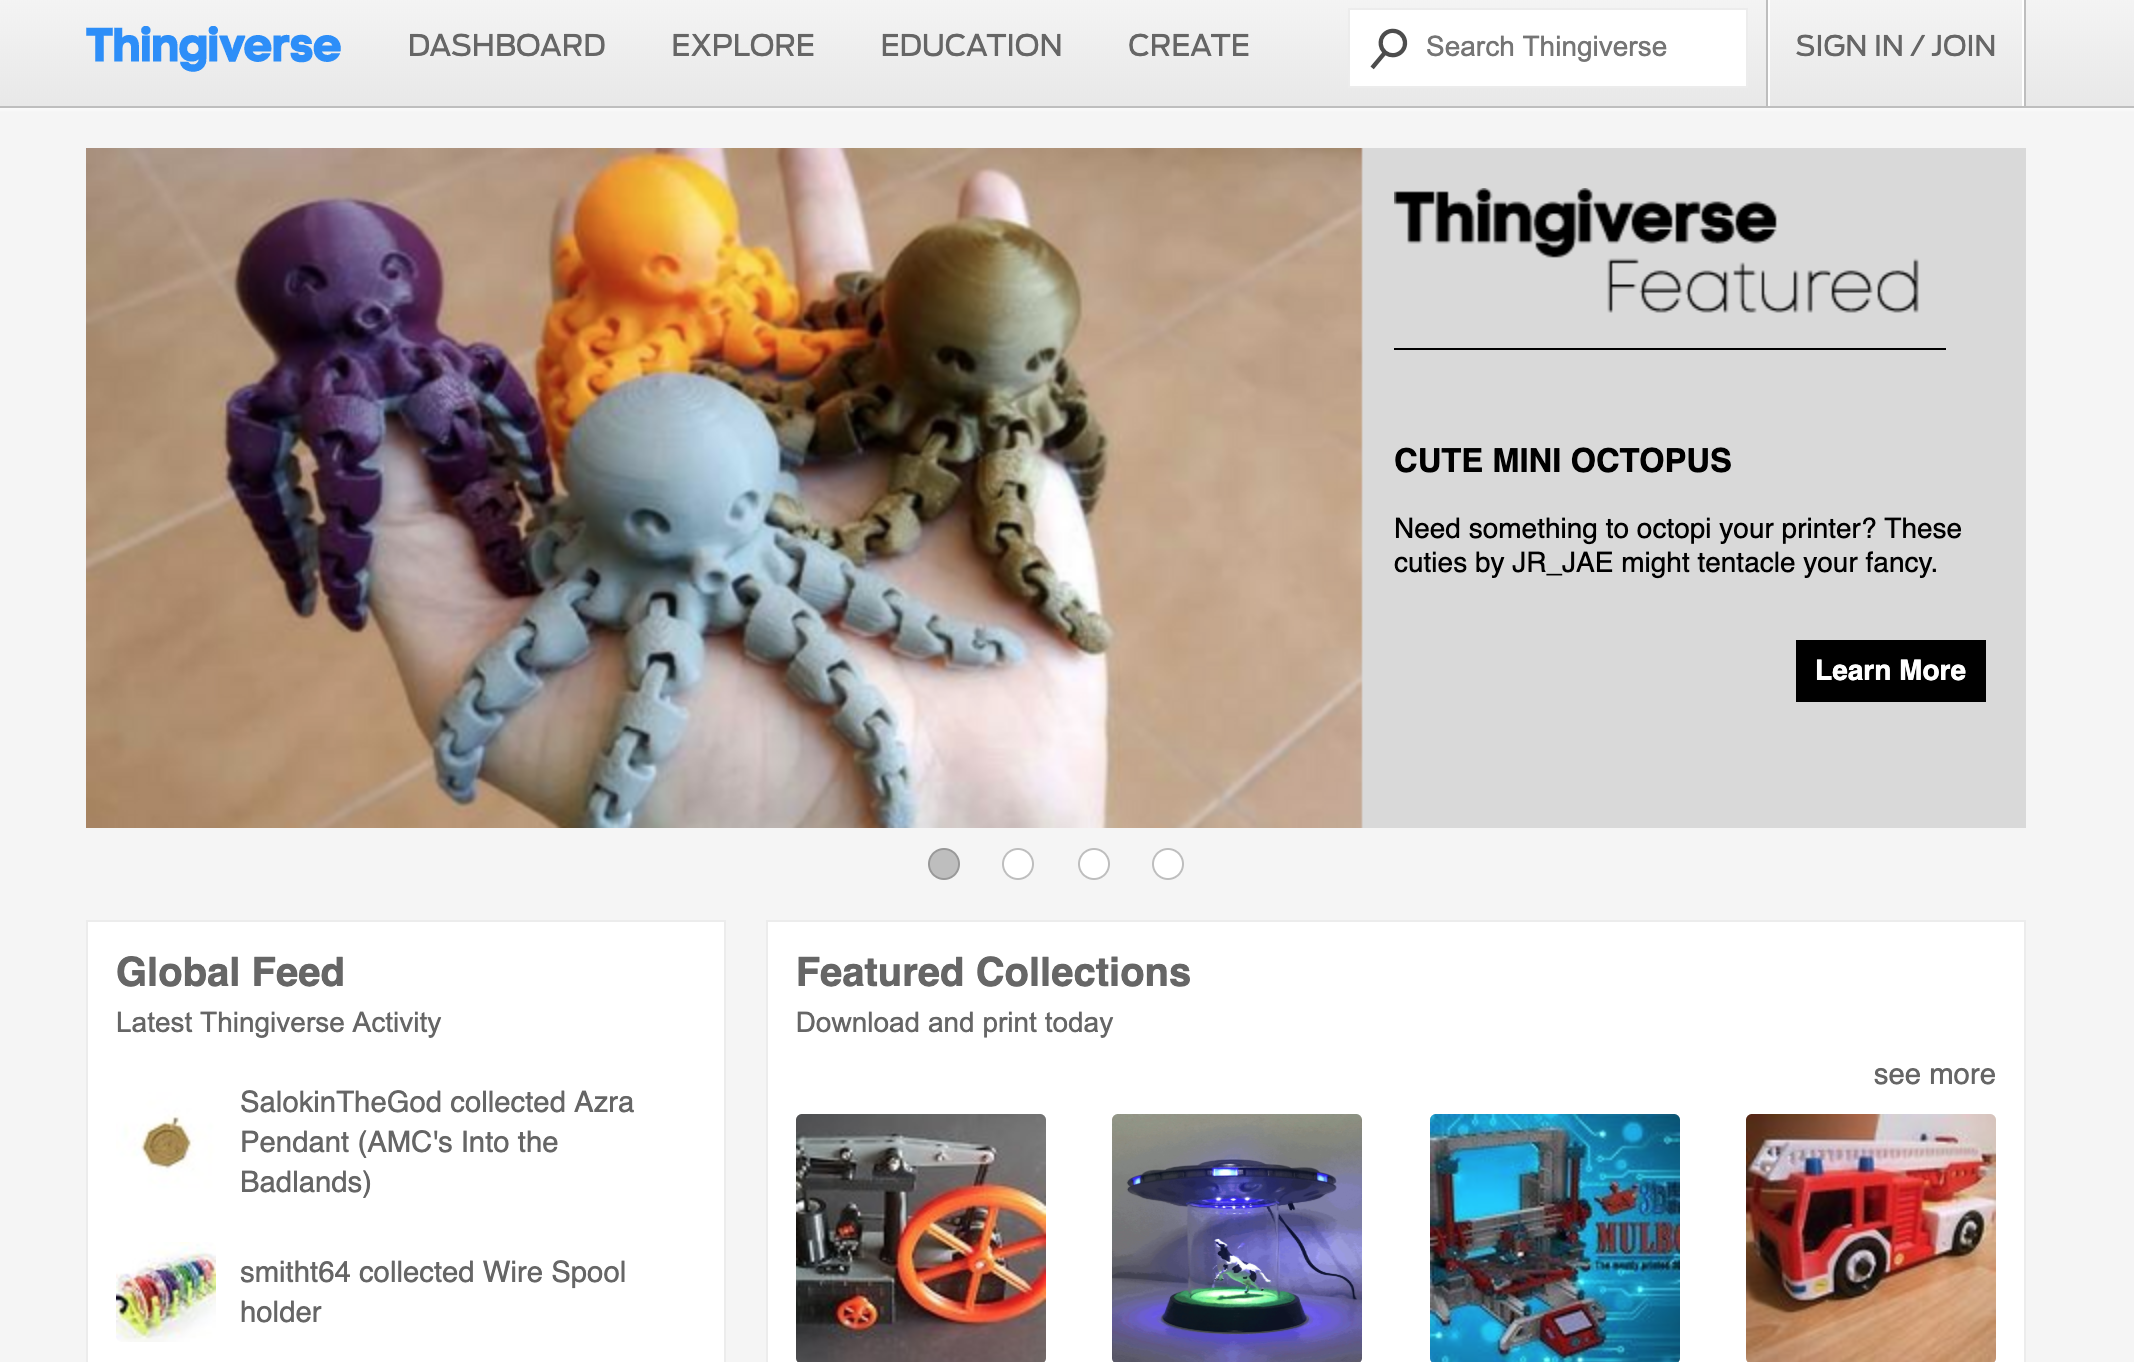 Thingiverse
DASHBOARD
EXPLORE
EDUCATION
CREATE
Search Thingiverse
SIGN IN / JOIN
Thingiverse
Featured
CUTE MINI OCTOPUS
Need something to octopi your printer? These
cuties by JR_JAE might tentacle your fancy.
Learn More
Global Feed
Latest Thingiverse Activity
SalokinTheGod collected Azra
Pendant (AMC's Into the
Badlands)
smitht64 collected Wire Spool
holder
Featured Collections
Download and print today
see more